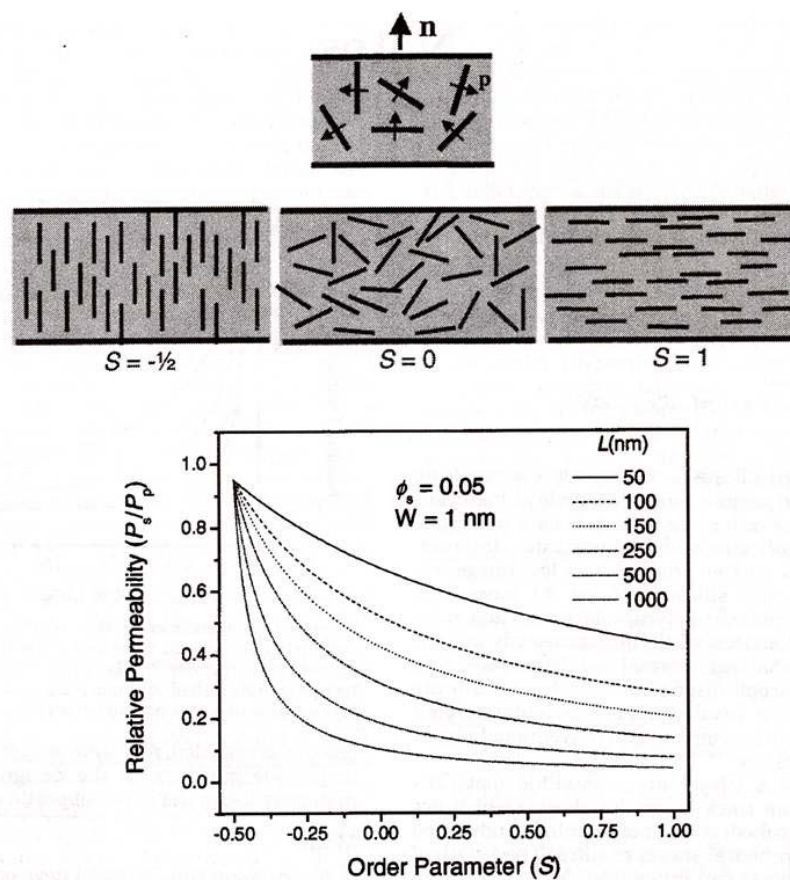 n
p
S = -½
S = 0
S = 1
Relative Permeability (Pₛ/Pₚ)
1.0
0.8
0.6
0.4
0.2
0.0
ϕₛ = 0.05
W = 1 nm
L(nm)
50
100
150
250
500
1000
-0.50
-0.25
0.00
0.25
0.50
0.75
1.00
Order Parameter (S)